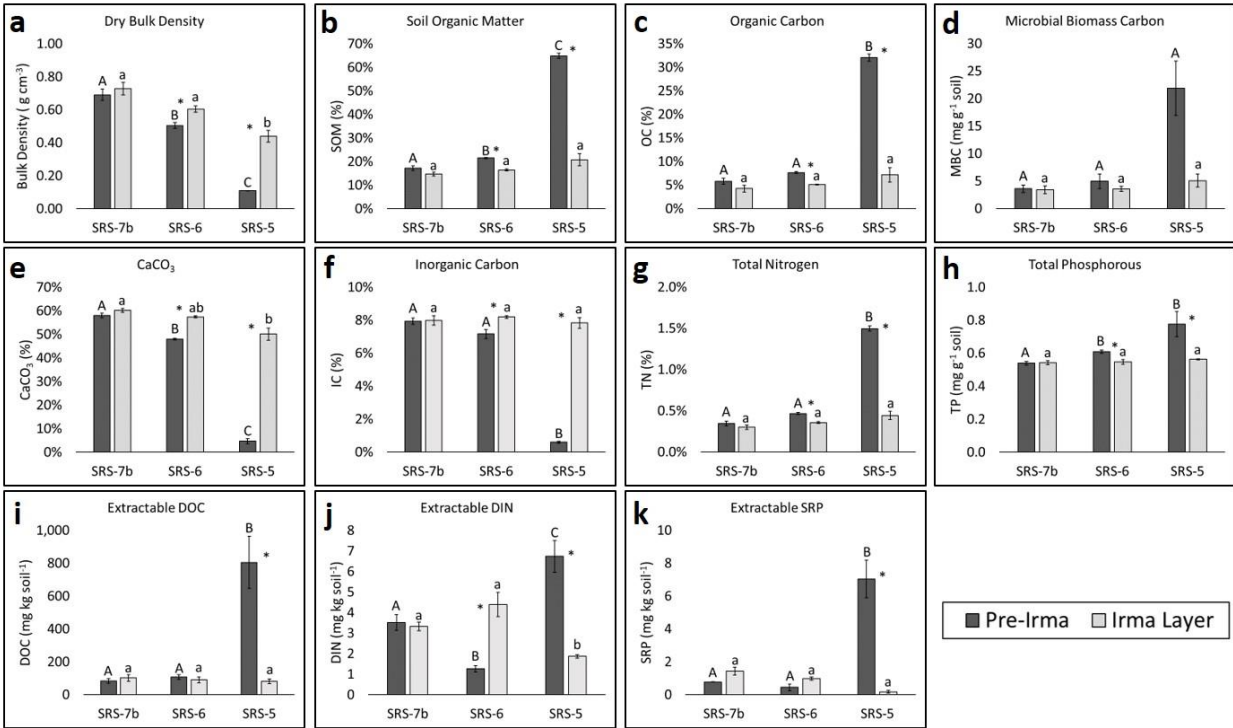 a Dry Bulk Density
Bulk Density ( g cm⁻³)
1.00
0.80
0.60
0.40
0.20
0.00
A a
* a
B
* b
C
SRS-7b SRS-6 SRS-5
b Soil Organic Matter
SOM (%)
70%
60%
50%
40%
30%
20%
10%
0%
A a
B * a
C *
a
SRS-7b SRS-6 SRS-5
c Organic Carbon
OC (%)
35%
30%
25%
20%
15%
10%
5%
0%
A a
A * a
B *
a
SRS-7b SRS-6 SRS-5
d Microbial Biomass Carbon
MBC (mg g⁻¹ soil)
30
25
20
15
10
5
0
A a
A a
A
a
SRS-7b SRS-6 SRS-5
e CaCO₃
CaCO₃ (%)
70%
60%
50%
40%
30%
20%
10%
0%
A a
* ab
B
* b
C
SRS-7b SRS-6 SRS-5
f Inorganic Carbon
IC (%)
10%
8%
6%
4%
2%
0%
A a
* a
A
* a
B
SRS-7b SRS-6 SRS-5
g Total Nitrogen
TN (%)
2.0%
1.5%
1.0%
0.5%
0.0%
A a
A * a
B *
a
SRS-7b SRS-6 SRS-5
h Total Phosphorous
TP (mg g⁻¹ soil)
1.0
0.8
0.6
0.4
0.2
0.0
A a
B * a
B *
a
SRS-7b SRS-6 SRS-5
i Extractable DOC
DOC (mg kg soil⁻¹)
1,000
800
600
400
200
0
A a
A a
B *
a
SRS-7b SRS-6 SRS-5
j Extractable DIN
DIN (mg kg soil⁻¹)
8
7
6
5
4
3
2
1
0
A a
* a
B
C *
b
SRS-7b SRS-6 SRS-5
k Extractable SRP
SRP (mg kg soil⁻¹)
10
8
6
4
2
0
A a
A a
B *
a
SRS-7b SRS-6 SRS-5
Pre-Irma Irma Layer